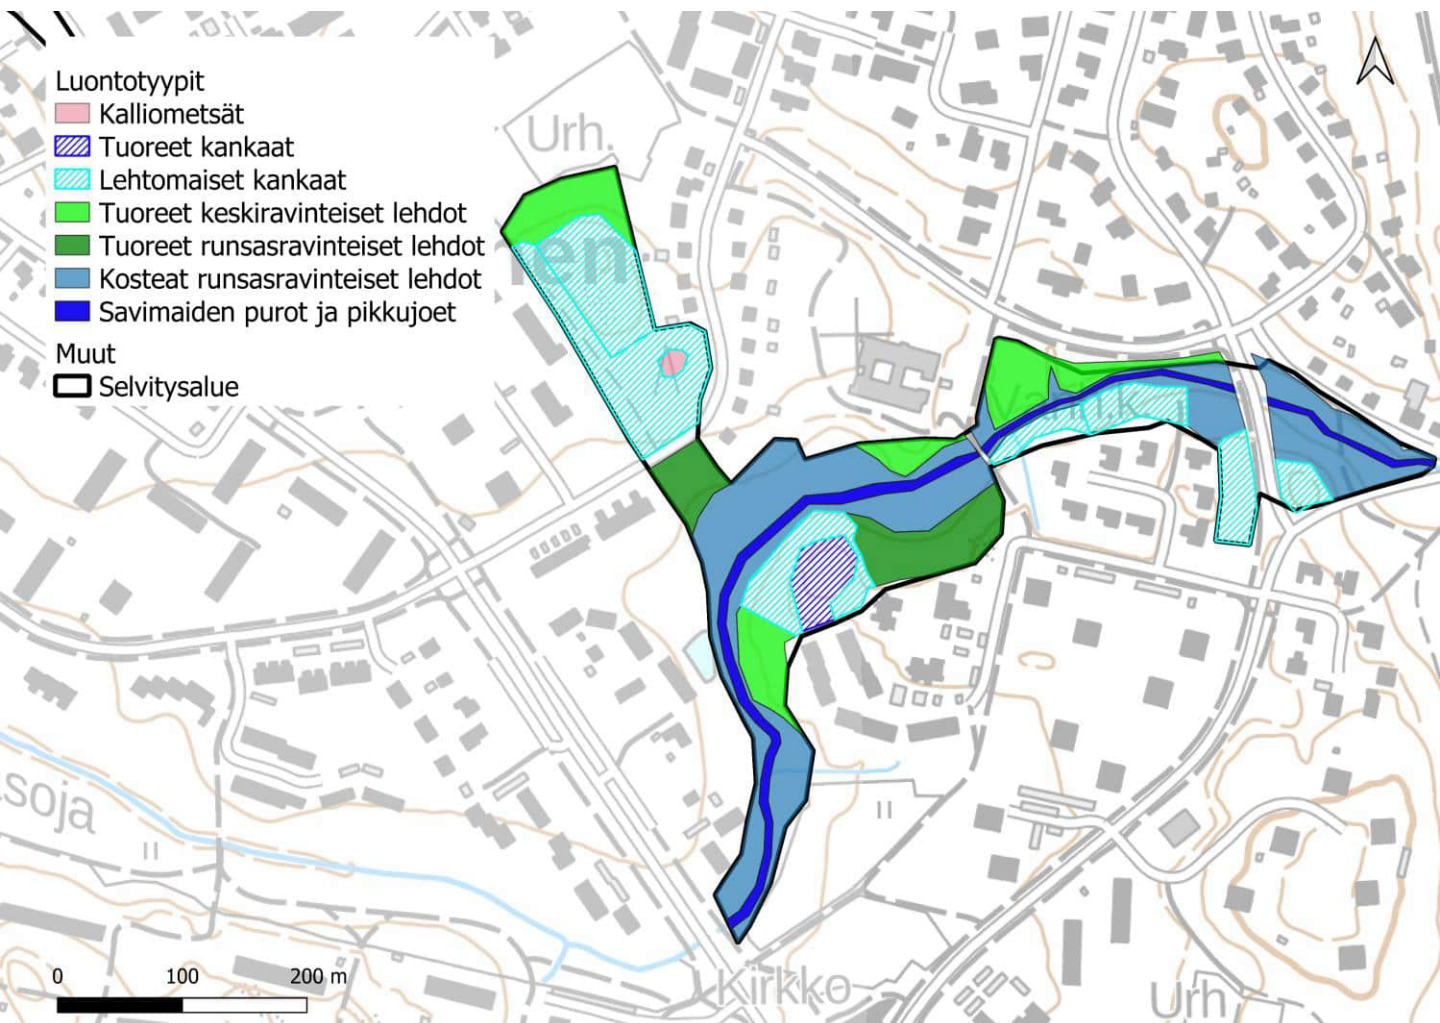 Luontotyypit
Kalliometsät
Tuoreet kankaat
Lehtomaiset kankaat
Tuoreet keskiravinteiset lehdot
Tuoreet runsasravinteiset lehdot
Kosteat runsasravinteiset lehdot
Savimaiden purot ja pikkujoet
Muut
Selvitysalue
Urh.
nen
soja
0 100 200 m
Kirkko
Urh.